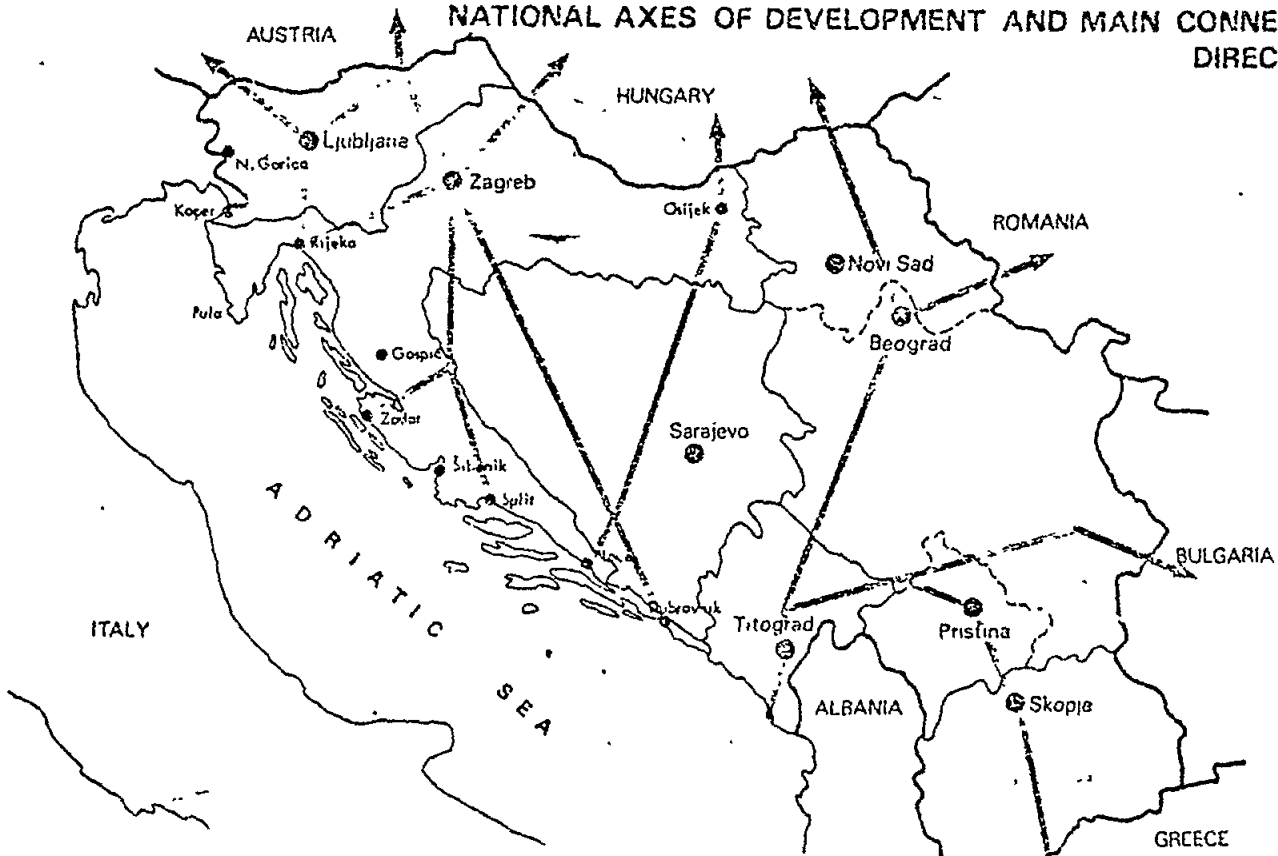 NATIONAL AXES OF DEVELOPMENT AND MAIN CONNE
DIREC
AUSTRIA
HUNGARY
Ljubljana
N. Gorica
Zagreb
Koper
Osijek
ROMANIA
Rijeka
Novi Sad
Pula
Beograd
Gospić
Zadar
Sarajevo
Šibenik
Split
ADRIATIC SEA
BULGARIA
Dubrovnik
ITALY
Titograd
Pristina
ALBANIA
Skopje
GREECE